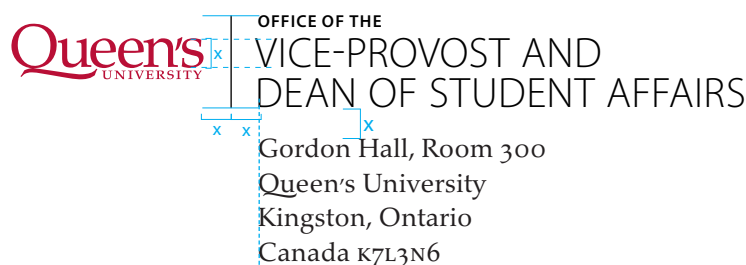 Queen's
UNIVERSITY
OFFICE OF THE
VICE-PROVOST AND
DEAN OF STUDENT AFFAIRS
x
x
x
x
Gordon Hall, Room 300
Queen's University
Kingston, Ontario
Canada K7L3N6